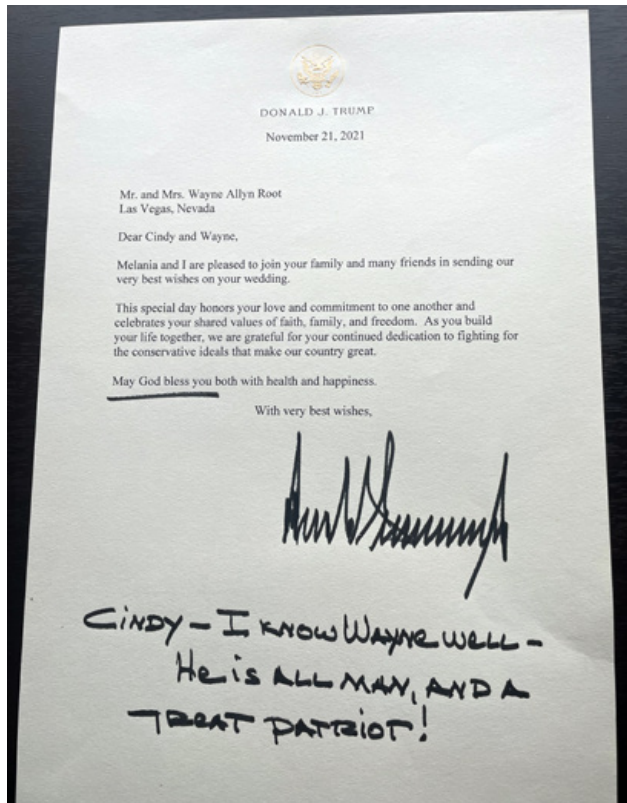 DONALD J. TRUMP
November 21, 2021
Mr. and Mrs. Wayne Allyn Root
Las Vegas, Nevada
Dear Cindy and Wayne,
Melania and I are pleased to join your family and many friends in sending our
very best wishes on your wedding.
This special day honors your love and commitment to one another and
celebrates your shared values of faith, family, and freedom. As you build
your life together, we are grateful for your continued dedication to fighting for
the conservative ideals that make our country great.
May God bless you both with health and happiness.
With very best wishes,
CINDY – I KNOW WAYNE WELL –
He is ALL MAN, AND A
TREAT PATRIOT!